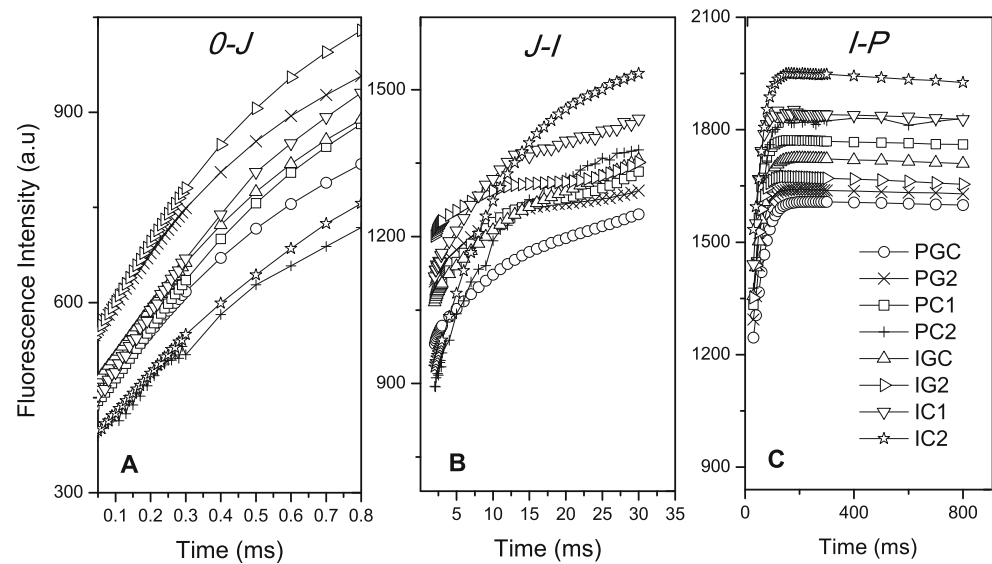 Fluorescence Intensity (a.u)
0-J
900
600
300
A
0.1 0.2 0.3 0.4 0.5 0.6 0.7 0.8
Time (ms)
J-I
1500
1200
900
B
5 10 15 20 25 30 35
Time (ms)
I-P
2100
1800
1500
1200
900
PGC
PG2
PC1
PC2
IGC
IG2
IC1
IC2
C
0 400 800
Time (ms)